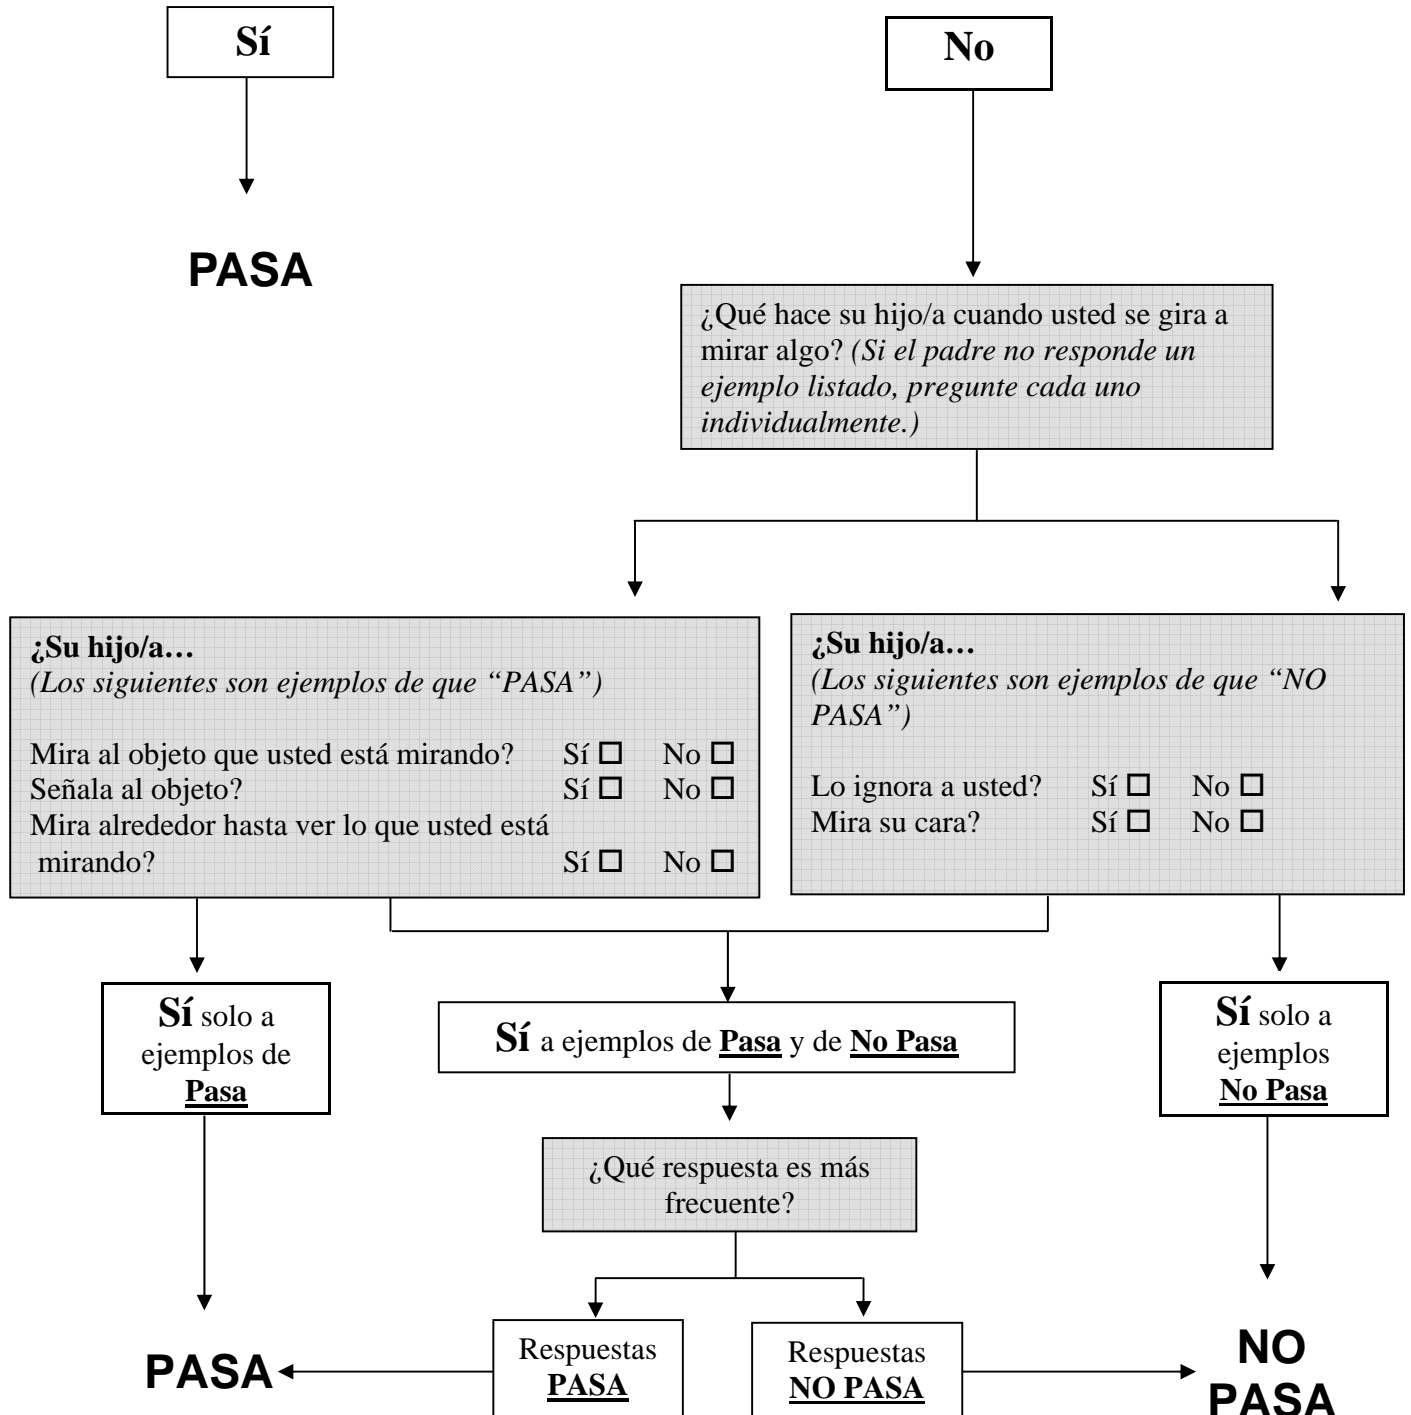 Sí
No
PASA
¿Qué hace su hijo/a cuando usted se gira a
mirar algo? (Si el padre no responde un
ejemplo listado, pregunte cada uno
individualmente.)
¿Su hijo/a…
(Los siguientes son ejemplos de que “PASA”)
Mira al objeto que usted está mirando? Sí ☐ No ☐
Señala al objeto? Sí ☐ No ☐
Mira alrededor hasta ver lo que usted está
mirando? Sí ☐ No ☐
¿Su hijo/a…
(Los siguientes son ejemplos de que “NO
PASA”)
Lo ignora a usted? Sí ☐ No ☐
Mira su cara? Sí ☐ No ☐
Sí solo a
ejemplos de
Pasa
Sí a ejemplos de Pasa y de No Pasa
Sí solo a
ejemplos
No Pasa
¿Qué respuesta es más
frecuente?
PASA
Respuestas
PASA
Respuestas
NO PASA
NO
PASA